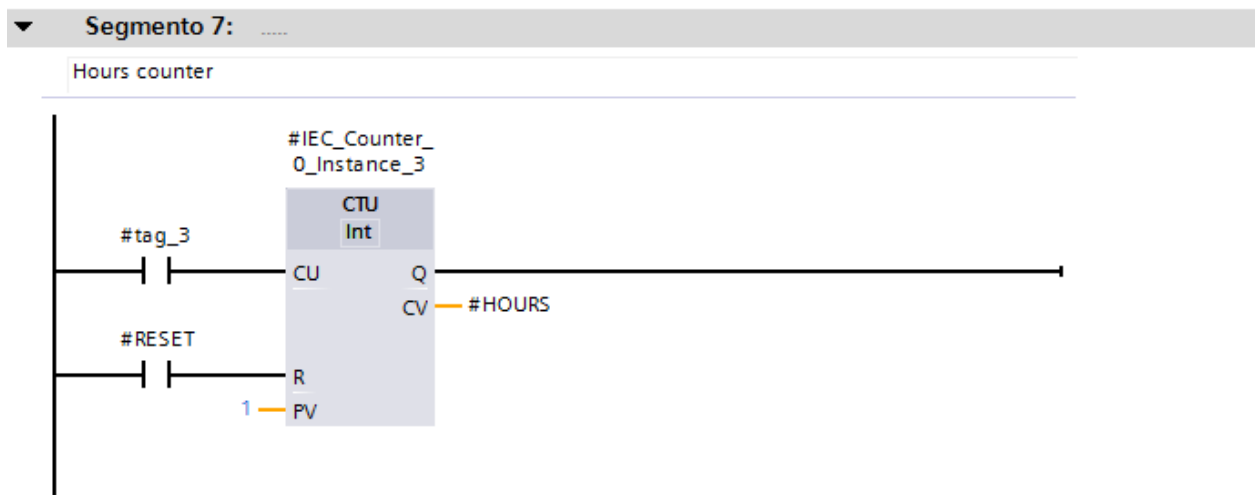 Segmento 7: .....
Hours counter
#IEC_Counter_
0_Instance_3
CTU
Int
#tag_3
CU Q
CV #HOURS
#RESET
R
1 PV